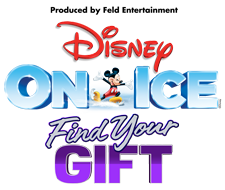 Produced by Feld Entertainment
Disney
ON ICE
Find Your
GIFT